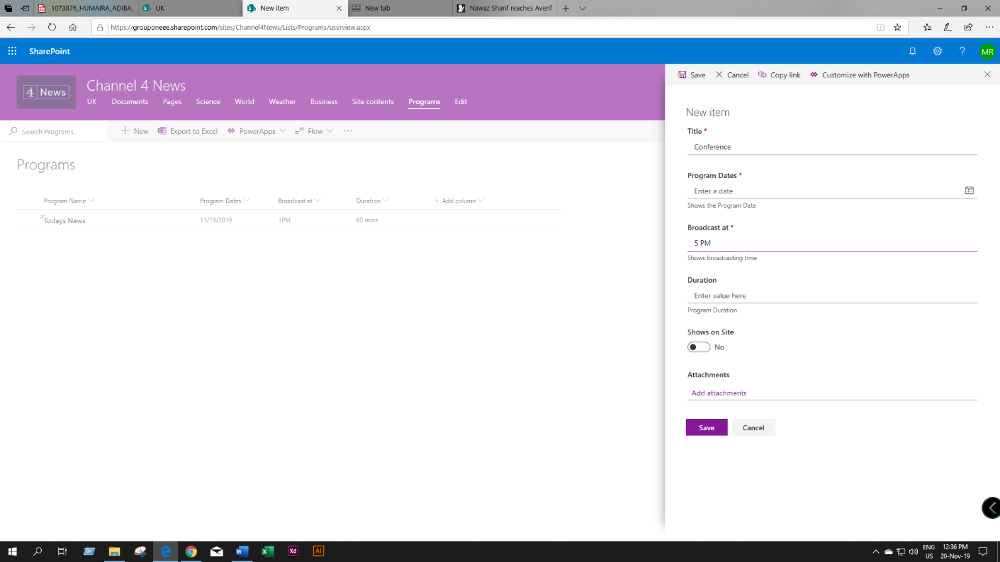 1073876_HUMAIRA_ADIBA_ UK New item New tab Nawaz Sharif reaches Avenf
https://grouponeee.sharepoint.com/sites/Channel4News/Lists/Programs/userview.aspx
SharePoint MR
4 News
Channel 4 News
UK Documents Pages Science World Weather Business Site contents Programs Edit
Search Programs New Export to Excel PowerApps Flow
Programs
Program Name Program Dates Broadcast at Duration Add column
Todays News 11/19/2019 1PM 60 mins
Save Cancel Copy link Customize with PowerApps
New item
Title *
Conference
Program Dates *
Enter a date
Shows the Program Date
Broadcast at *
5 PM
Shows broadcasting time
Duration
Enter value here
Program Duration
Shows on Site
No
Attachments
Add attachments
Save Cancel
Xd Ai
ENG 12:36 PM
US 20-Nov-19